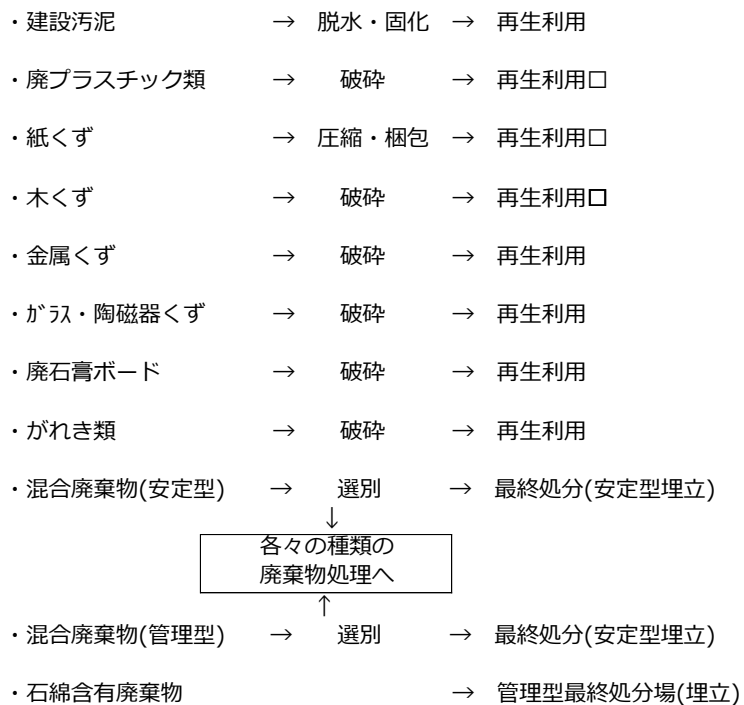 ・建設汚泥 → 脱水・固化 → 再生利用
・廃プラスチック類 → 破砕 → 再生利用□
・紙くず → 圧縮・梱包 → 再生利用□
・木くず → 破砕 → 再生利用□
・金属くず → 破砕 → 再生利用
・ｶﾞﾗｽ・陶磁器くず → 破砕 → 再生利用
・廃石膏ボード → 破砕 → 再生利用
・がれき類 → 破砕 → 再生利用
・混合廃棄物(安定型) → 選別 → 最終処分(安定型埋立)
↓
各々の種類の
廃棄物処理へ
↑
・混合廃棄物(管理型) → 選別 → 最終処分(安定型埋立)
・石綿含有廃棄物 → 管理型最終処分場(埋立)